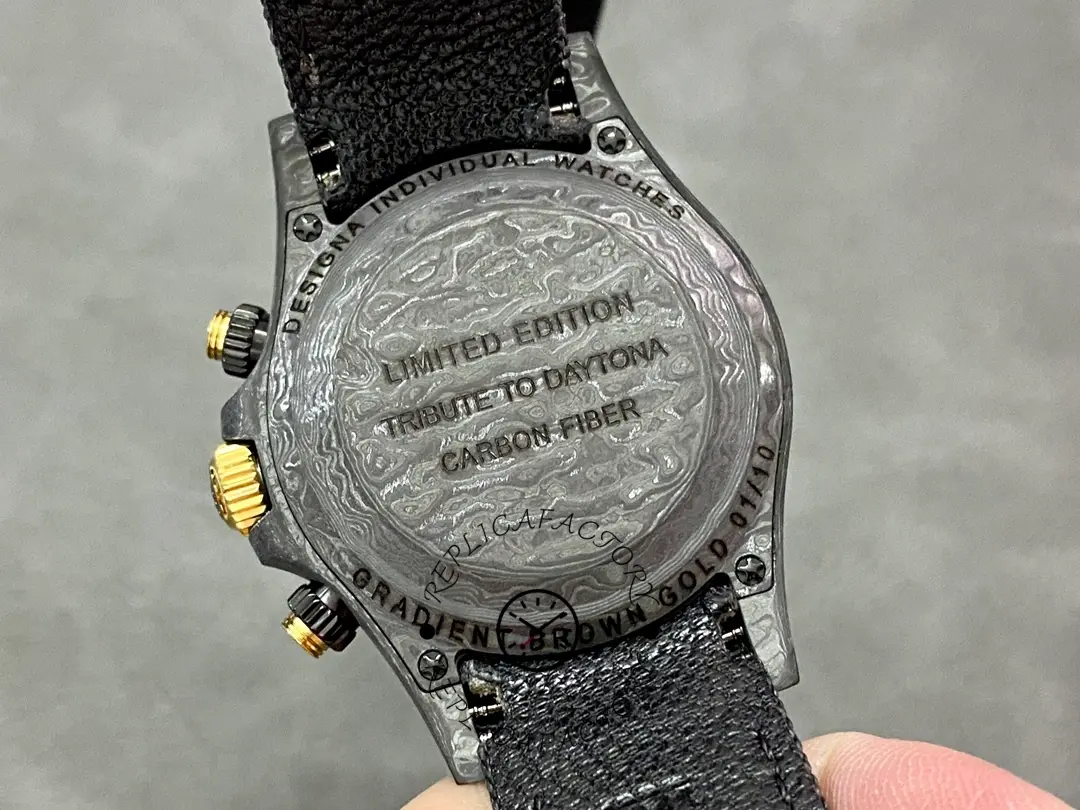 DESIGNA INDIVIDUAL WATCHES
LIMITED EDITION
TRIBUTE TO DAYTONA
CARBON FIBER
GRADIENT BROWN GOLD 01/10
REPLICAFACTORY